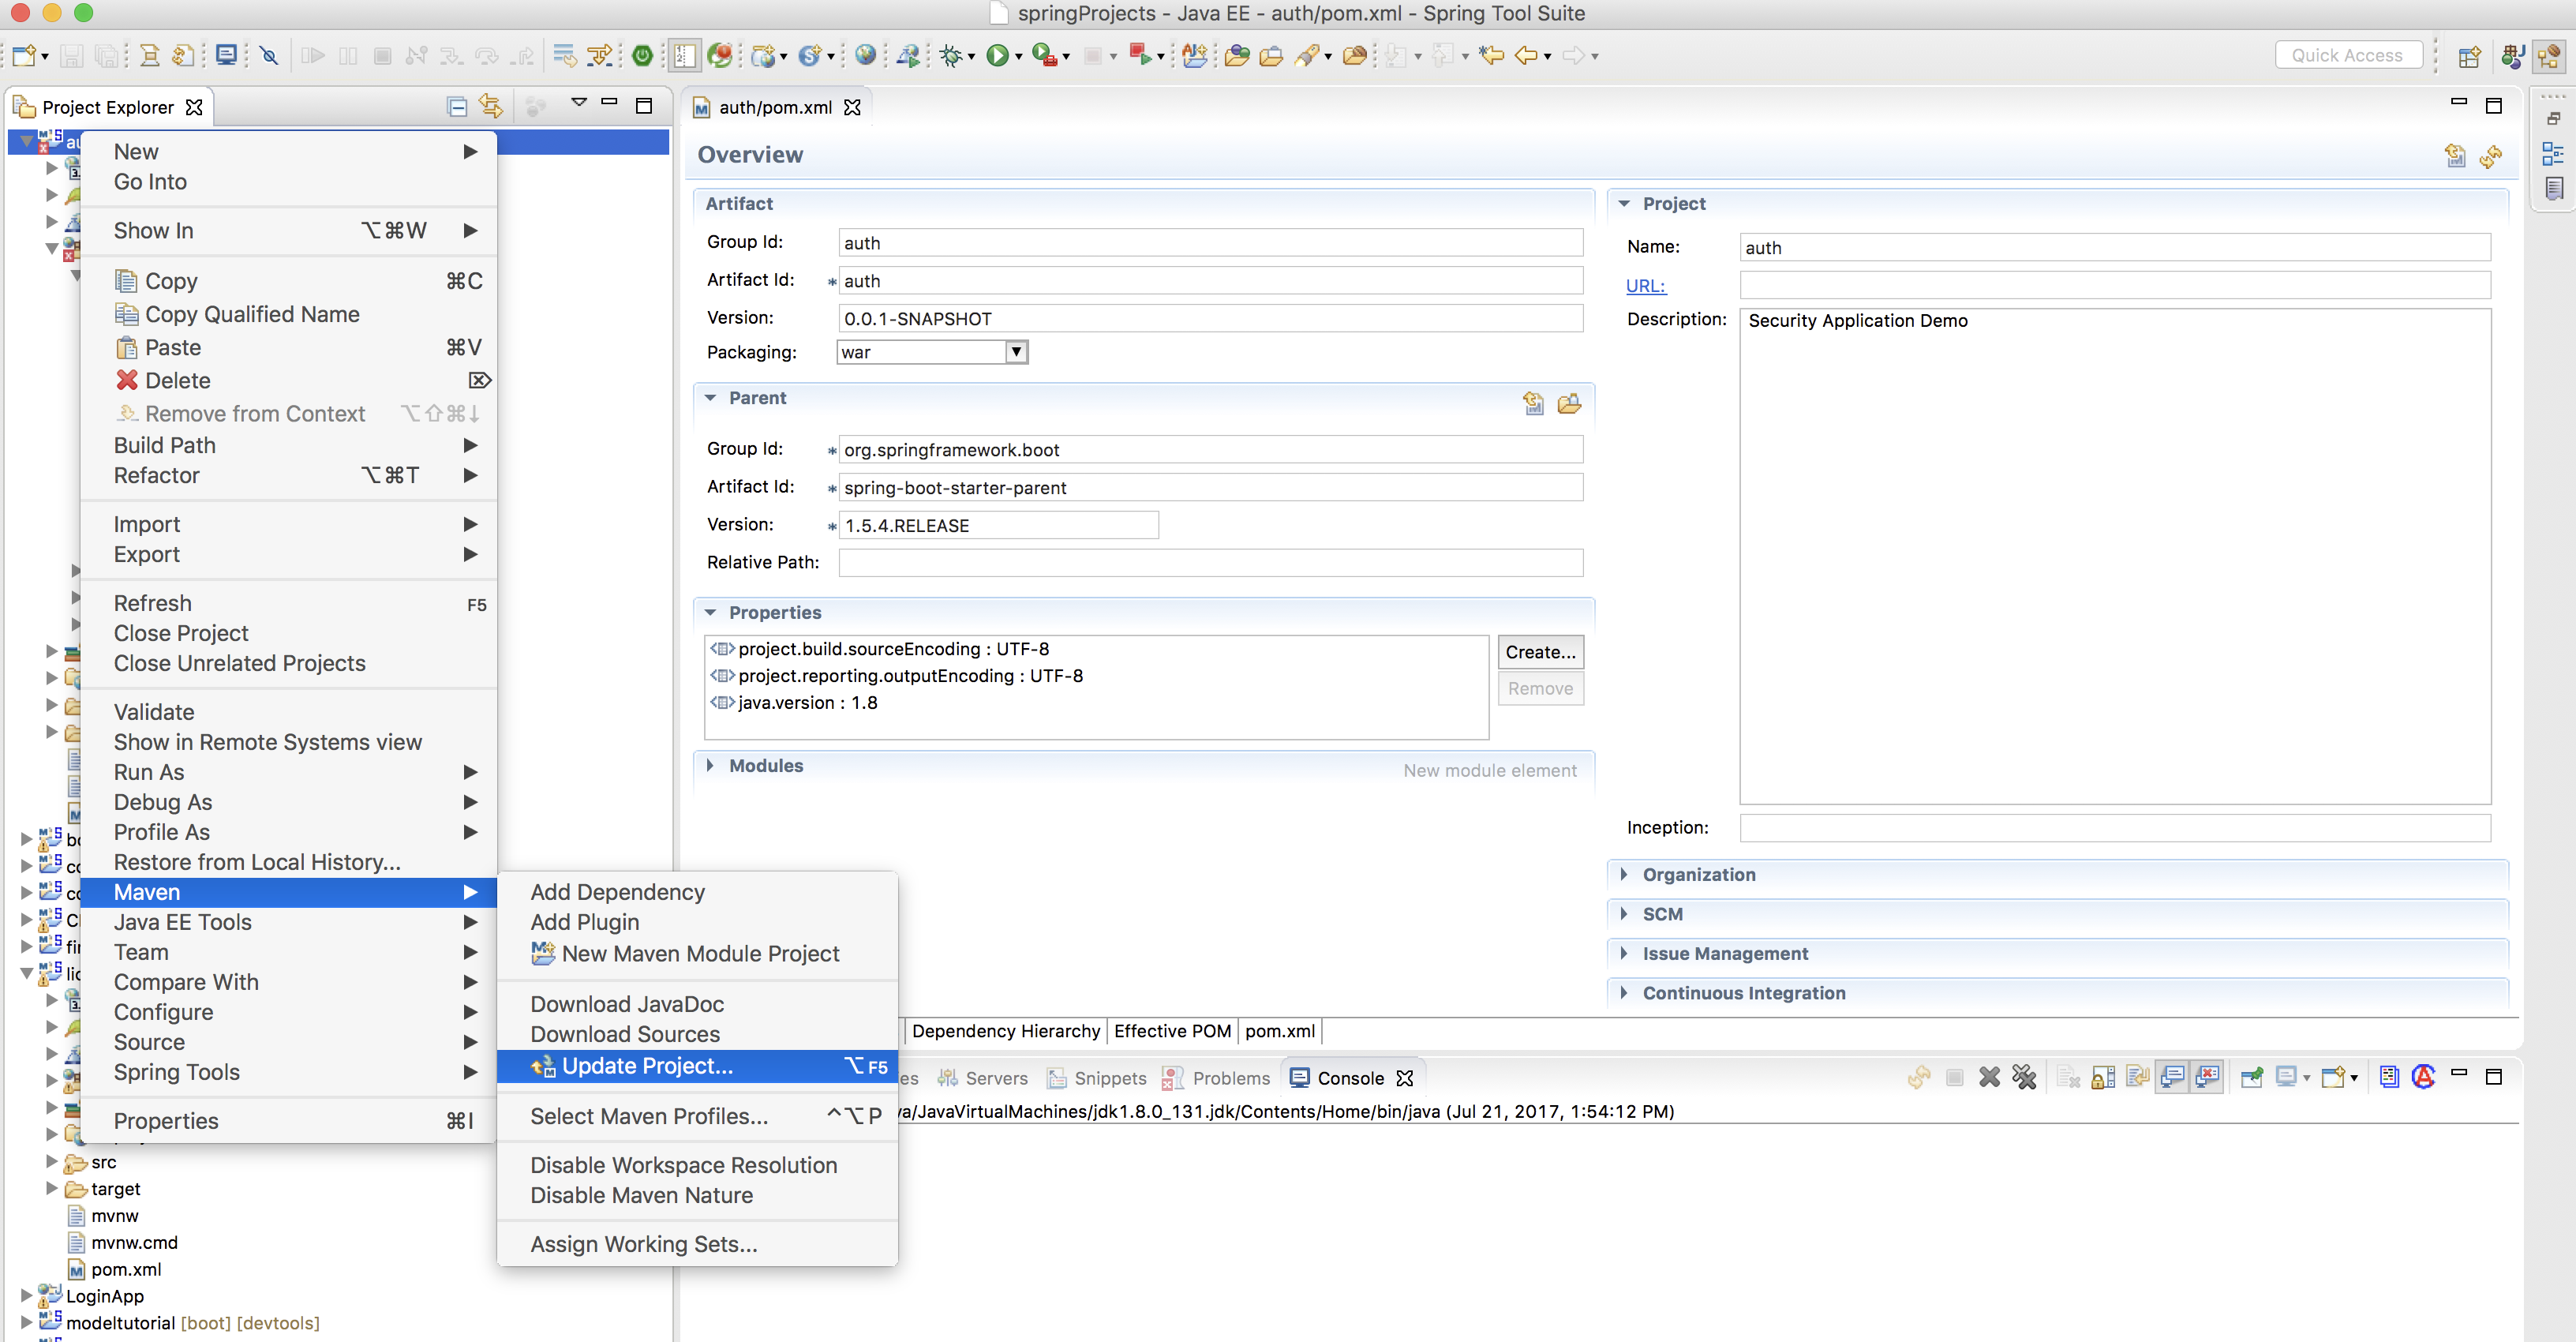 springProjects - Java EE - auth/pom.xml - Spring Tool Suite
Quick Access
Project Explorer
auth/pom.xml
New
Go Into
Show In ⌥⌘W
Copy ⌘C
Copy Qualified Name
Paste ⌘V
Delete ⌦
Remove from Context ⌥⇧⌘↓
Build Path
Refactor ⌥⌘T
Import
Export
Refresh F5
Close Project
Close Unrelated Projects
Validate
Show in Remote Systems view
Run As
Debug As
Profile As
Restore from Local History...
Maven
Java EE Tools
Team
Compare With
Configure
Source
Spring Tools
Properties ⌘I
src
target
mvnw
mvnw.cmd
pom.xml
LoginApp
modeltutorial [boot] [devtools]
Add Dependency
Add Plugin
New Maven Module Project
Download JavaDoc
Download Sources
Update Project... ⌥F5
Select Maven Profiles... ^⌥P
Disable Workspace Resolution
Disable Maven Nature
Assign Working Sets...
Overview
Artifact
Group Id: auth
Artifact Id: * auth
Version: 0.0.1-SNAPSHOT
Packaging: war
Parent
Group Id: * org.springframework.boot
Artifact Id: * spring-boot-starter-parent
Version: * 1.5.4.RELEASE
Relative Path:
Properties
project.build.sourceEncoding : UTF-8
project.reporting.outputEncoding : UTF-8
java.version : 1.8
Create...
Remove
Modules
New module element
Project
Name: auth
URL:
Description: Security Application Demo
Inception:
Organization
SCM
Issue Management
Continuous Integration
Dependency Hierarchy Effective POM pom.xml
Servers Snippets Problems Console
va/JavaVirtualMachines/jdk1.8.0_131.jdk/Contents/Home/bin/java (Jul 21, 2017, 1:54:12 PM)